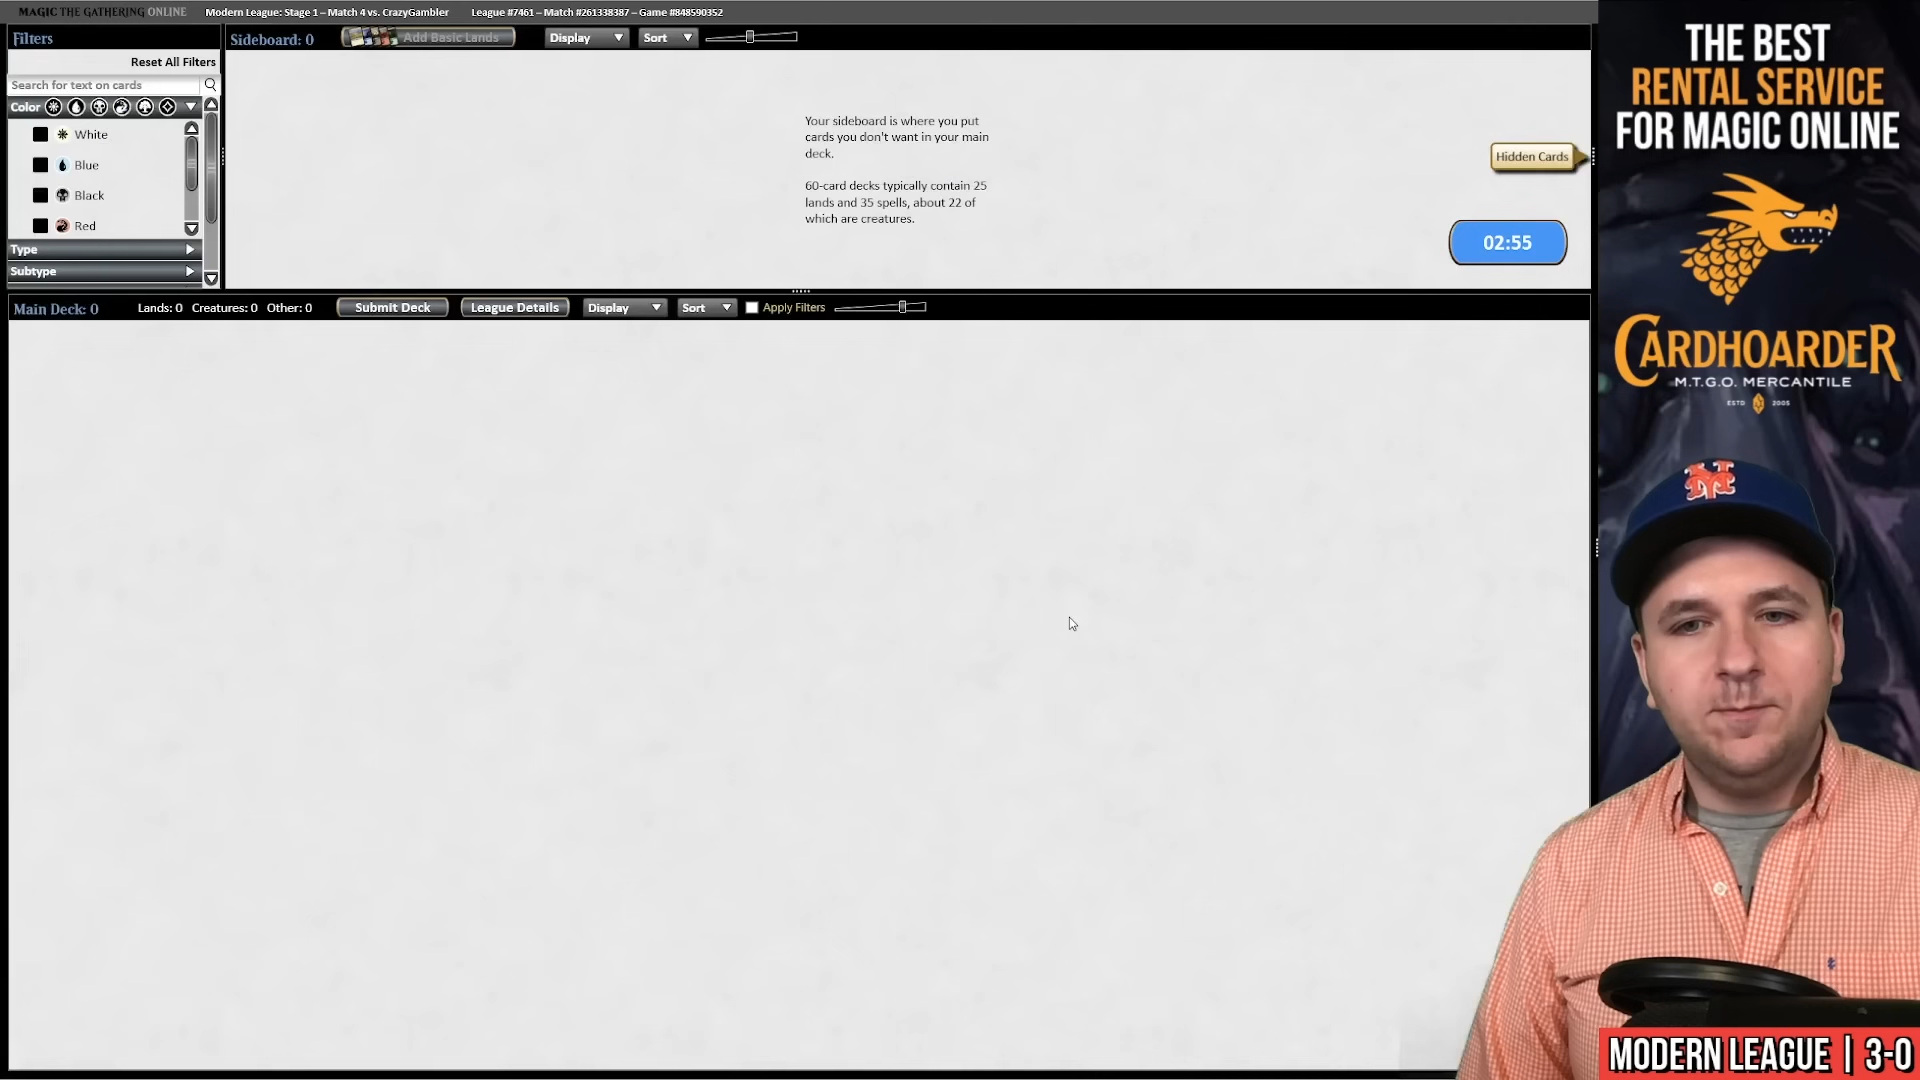 MAGIC THE GATHERING ONLINE Modern League: Stage 1 – Match 4 vs. CrazyGambler League #7461 – Match #261338387 – Game #848590352
Filters
Sideboard: 0 Add Basic Lands Display Sort
Reset All Filters
Search for text on cards
Color
White
Blue
Black
Red
Type
Subtype
Your sideboard is where you put
cards you don't want in your main
deck.
60-card decks typically contain 25
lands and 35 spells, about 22 of
which are creatures.
Hidden Cards
02:55
Main Deck: 0 Lands: 0 Creatures: 0 Other: 0 Submit Deck League Details Display Sort Apply Filters
THE BEST
RENTAL SERVICE
FOR MAGIC ONLINE
CARDHOARDER
M.T.G.O. MERCANTILE
ESTD 2005
NY
MODERN LEAGUE | 3-0